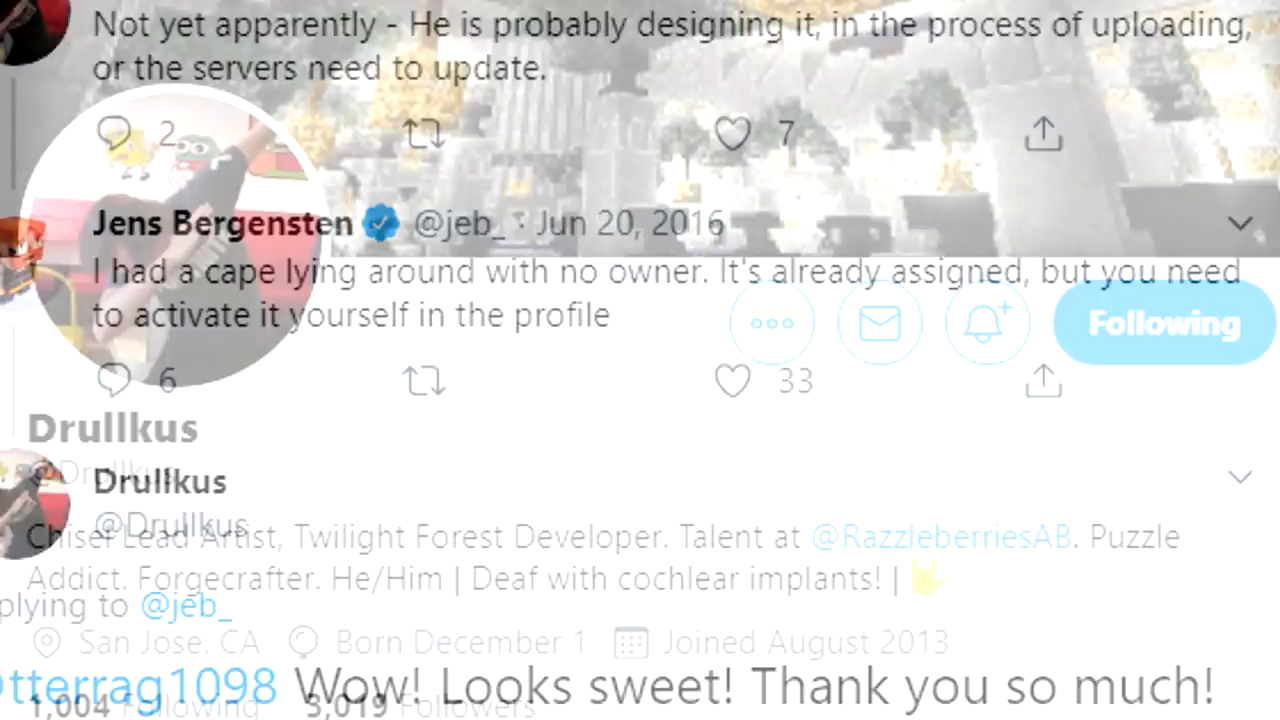 Not yet apparently - He is probably designing it, in the process of uploading,
or the servers need to update.
2 7
Jens Bergensten @jeb_ · Jun 20, 2016
I had a cape lying around with no owner. It's already assigned, but you need
to activate it yourself in the profile
Following
6 33
Drullkus
@Drullkus
Drullkus
@Drullkus
Chisel Lead Artist, Twilight Forest Developer. Talent at @RazzleberriesAB. Puzzle
Addict. Forgecrafter. He/Him | Deaf with cochlear implants! | 🤟
plying to @jeb_
San Jose, CA Born December 1 Joined August 2013
tterrag1098 Wow! Looks sweet! Thank you so much!
1,004 Following 3,019 Followers